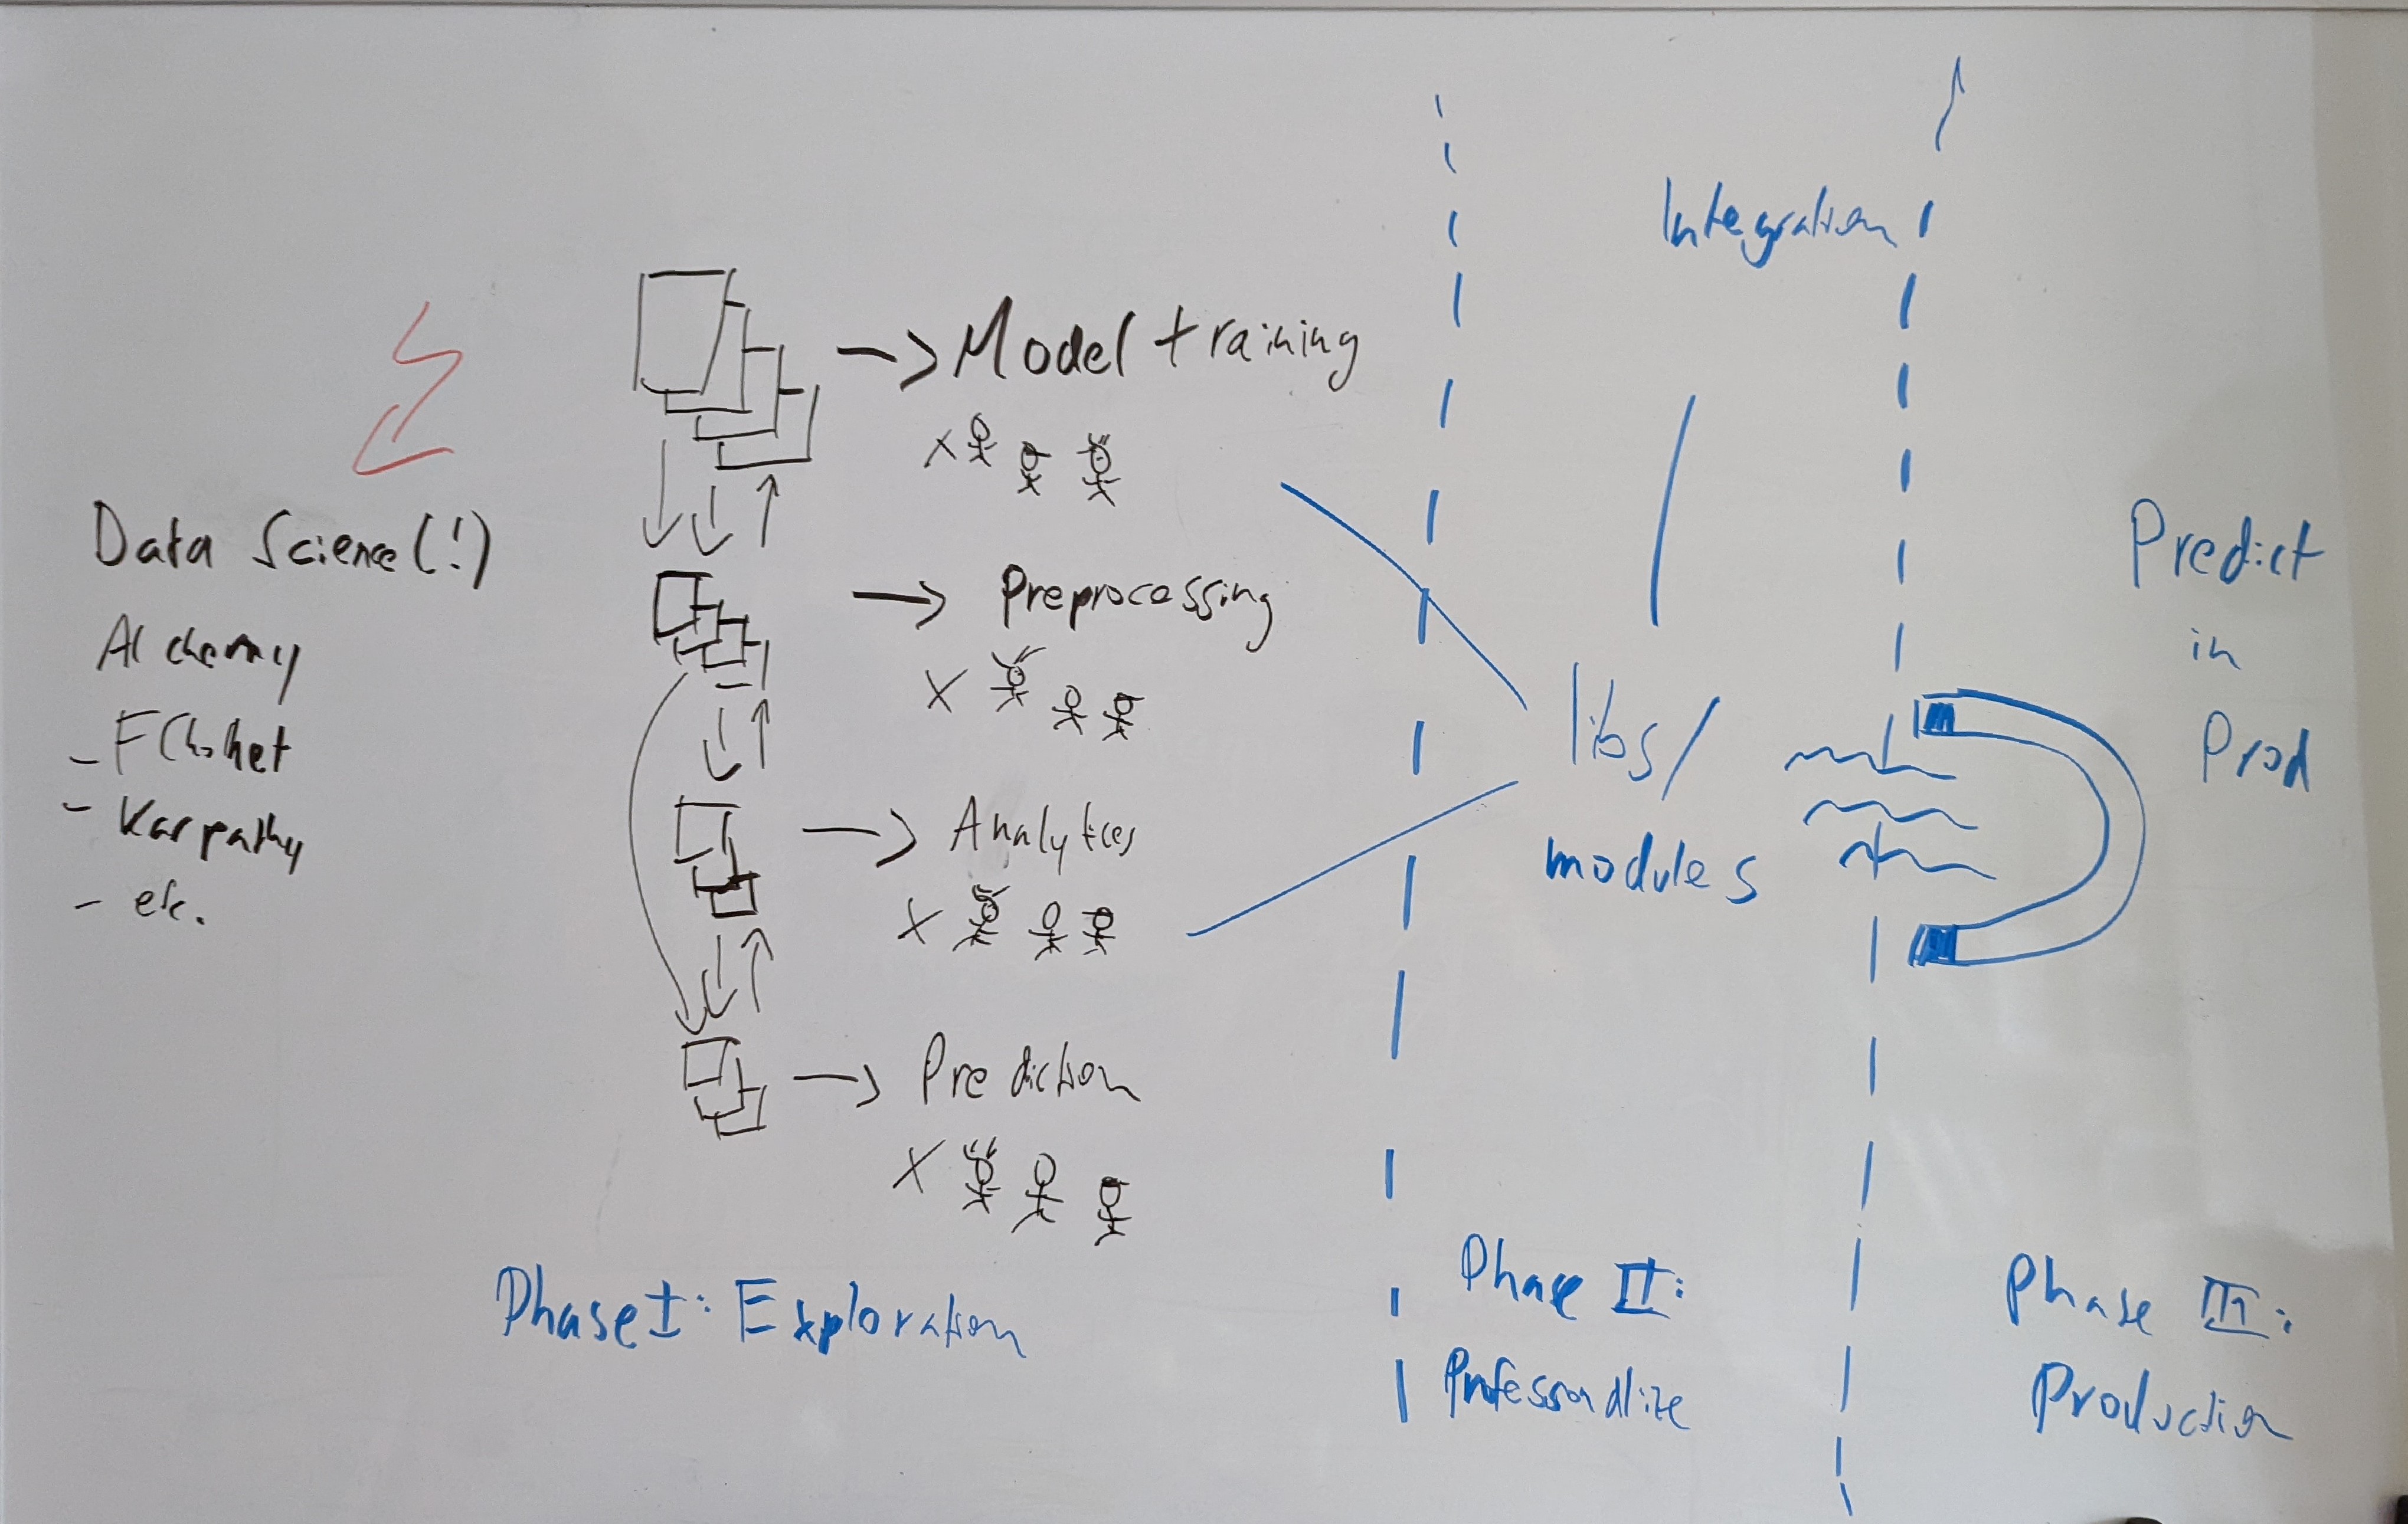 Data Science(!)
Alchemy
- FChollet
- Karpathy
- etc.
-> Model training
X
-> Preprocessing
X
-> Analytics
X
-> Prediction
X
Phase I: Exploration
Integration
libs/
modules
Phase II:
Professionalize
Predict
in
Prod
Phase III:
Production